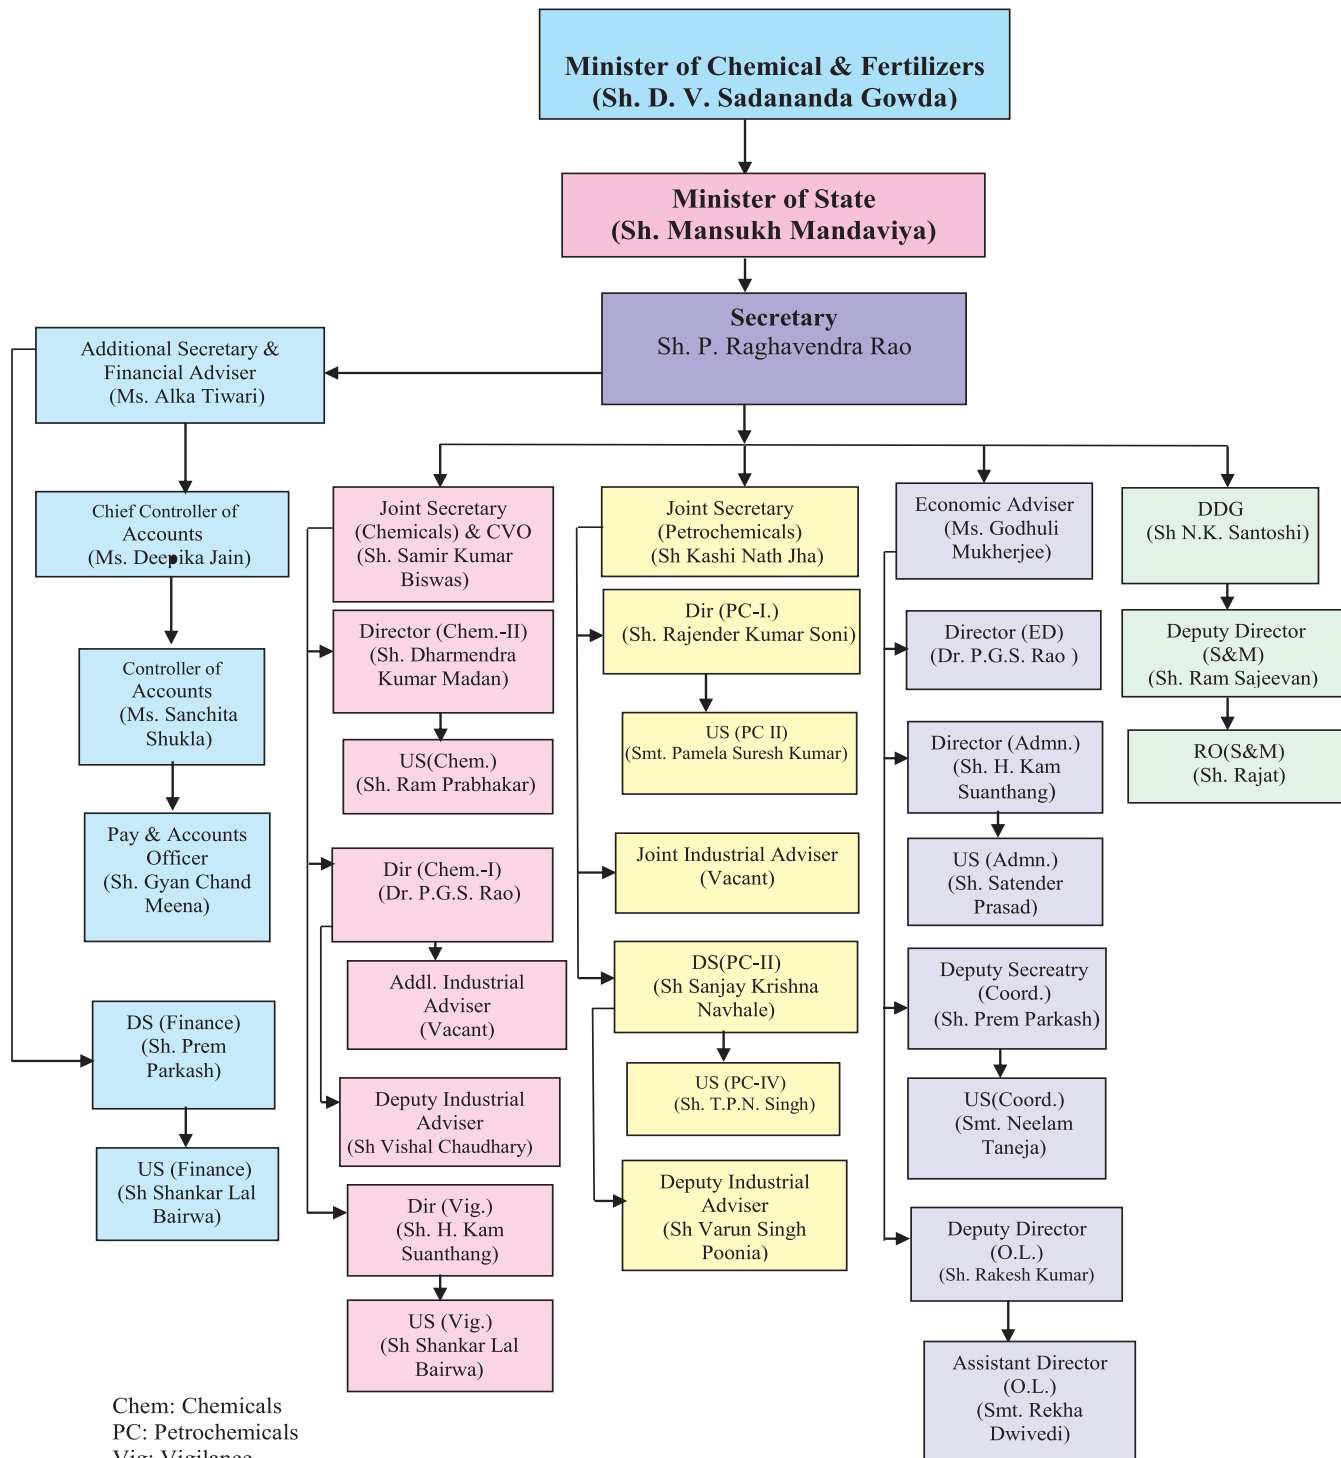 Minister of Chemical & Fertilizers
(Sh. D. V. Sadananda Gowda)
Minister of State
(Sh. Mansukh Mandaviya)
Secretary
Sh. P. Raghavendra Rao
Additional Secretary &
Financial Adviser
(Ms. Alka Tiwari)
Chief Controller of
Accounts
(Ms. Deepika Jain)
Controller of
Accounts
(Ms. Sanchita
Shukla)
Pay & Accounts
Officer
(Sh. Gyan Chand
Meena)
DS (Finance)
(Sh. Prem
Parkash)
US (Finance)
(Sh Shankar Lal
Bairwa)
Joint Secretary
(Chemicals) & CVO
(Sh. Samir Kumar
Biswas)
Director (Chem.-II)
(Sh. Dharmendra
Kumar Madan)
US(Chem.)
(Sh. Ram Prabhakar)
Dir (Chem.-I)
(Dr. P.G.S. Rao)
Addl. Industrial
Adviser
(Vacant)
Deputy Industrial
Adviser
(Sh Vishal Chaudhary)
Dir (Vig.)
(Sh. H. Kam
Suanthang)
US (Vig.)
(Sh Shankar Lal
Bairwa)
Joint Secretary
(Petrochemicals)
(Sh Kashi Nath Jha)
Dir (PC-I.)
(Sh. Rajender Kumar Soni)
US (PC II)
(Smt. Pamela Suresh Kumar)
Joint Industrial Adviser
(Vacant)
DS(PC-II)
(Sh Sanjay Krishna
Navhale)
US (PC-IV)
(Sh. T.P.N. Singh)
Deputy Industrial
Adviser
(Sh Varun Singh
Poonia)
Economic Adviser
(Ms. Godhuli
Mukherjee)
Director (ED)
(Dr. P.G.S. Rao )
Director (Admn.)
(Sh. H. Kam
Suanthang)
US (Admn.)
(Sh. Satender
Prasad)
Deputy Secreatry
(Coord.)
(Sh. Prem Parkash)
US(Coord.)
(Smt. Neelam
Taneja)
Deputy Director
(O.L.)
(Sh. Rakesh Kumar)
Assistant Director
(O.L.)
(Smt. Rekha
Dwivedi)
DDG
(Sh N.K. Santoshi)
Deputy Director
(S&M)
(Sh. Ram Sajeevan)
RO(S&M)
(Sh. Rajat)
Chem: Chemicals
PC: Petrochemicals
Vig: Vigilance